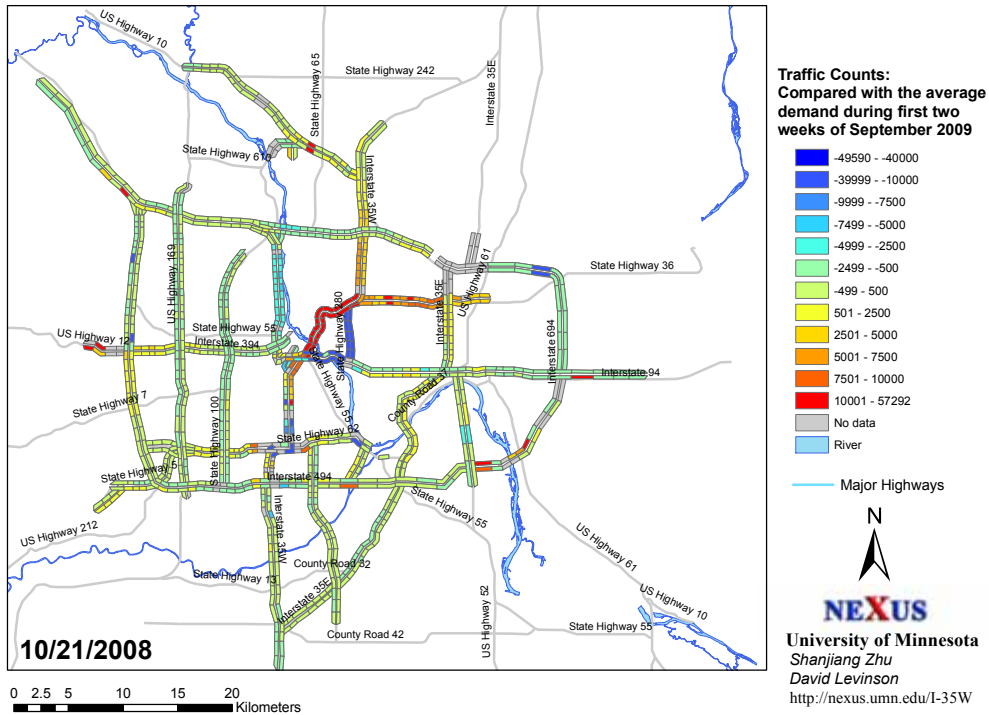 US Highway 10
State Highway 65
State Highway 242
Interstate 35E
State Highway 610
Interstate 35W
US Highway 169
US Highway 61
State Highway 36
Interstate 35E
State Highway 280
State Highway 55
US Highway 12
Interstate 394
Interstate 694
Interstate 94
State Highway 55
County Road 37
State Highway 7
State Highway 100
State Highway 62
State Highway 5
Interstate 494
State Highway 55
US Highway 212
Interstate 35W
County Road 32
State Highway 13
Interstate 35E
US Highway 61
US Highway 52
US Highway 10
State Highway 55
County Road 42
10/21/2008
0 2.5 5 10 15 20
Kilometers
Traffic Counts:
Compared with the average
demand during first two
weeks of September 2009
-49590 - -40000
-39999 - -10000
-9999 - -7500
-7499 - -5000
-4999 - -2500
-2499 - -500
-499 - 500
501 - 2500
2501 - 5000
5001 - 7500
7501 - 10000
10001 - 57292
No data
River
Major Highways
N
NEXUS
University of Minnesota
Shanjiang Zhu
David Levinson
http://nexus.umn.edu/I-35W